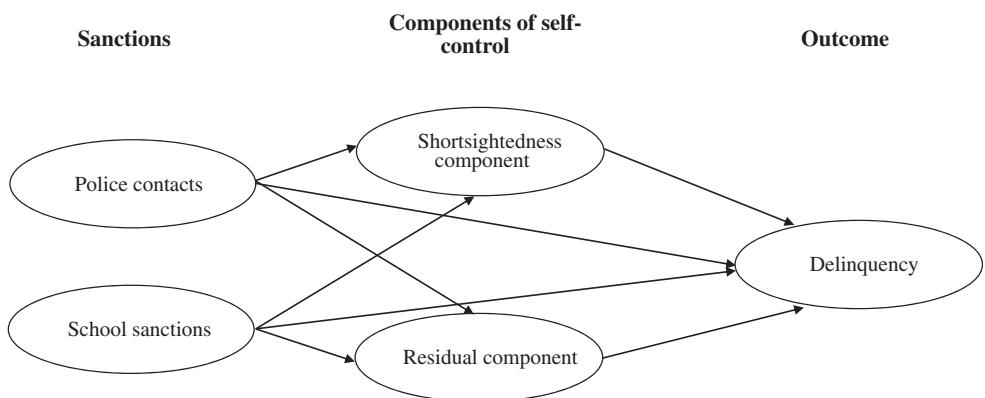 Sanctions
Components of self-
control
Outcome
Shortsightedness
component
Police contacts
Delinquency
School sanctions
Residual component